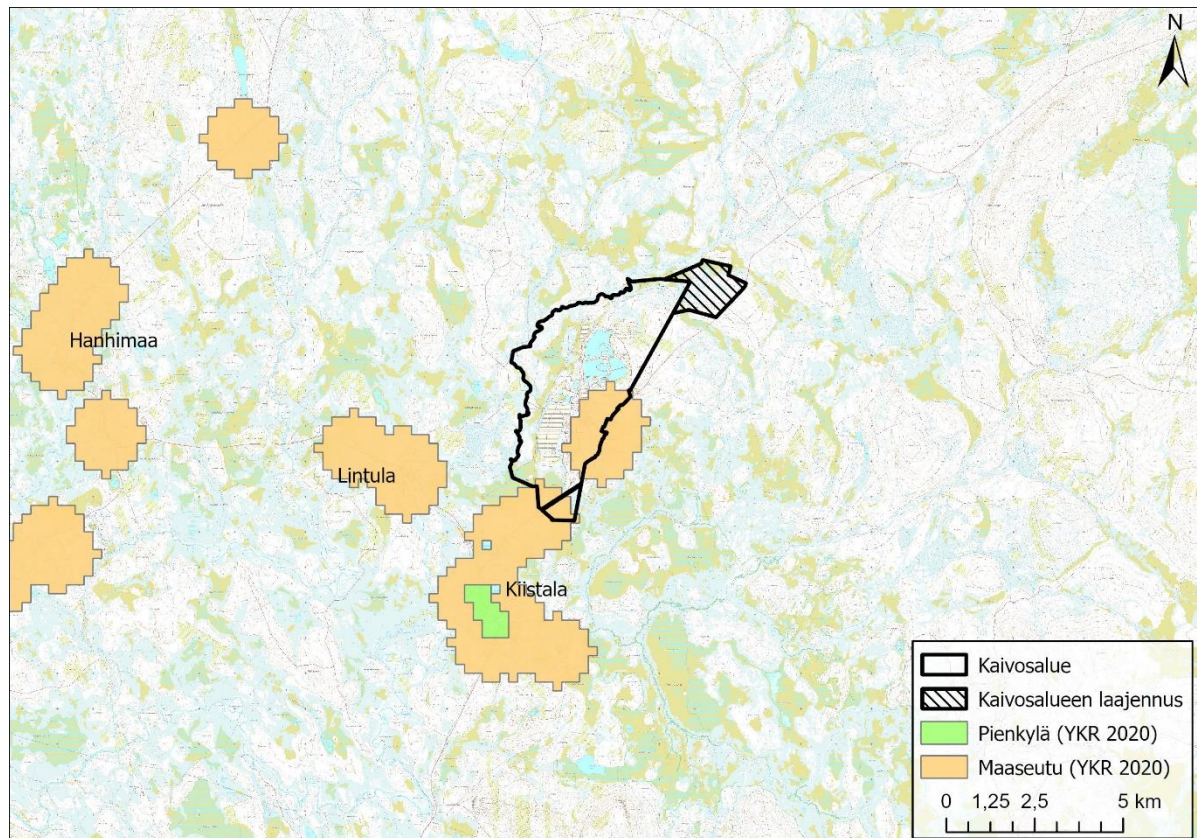 N
Hanhimaa
Lintula
Kiistala
Kaivosalue
Kaivosalueen laajennus
Pienkylä (YKR 2020)
Maaseutu (YKR 2020)
0 1,25 2,5 5 km